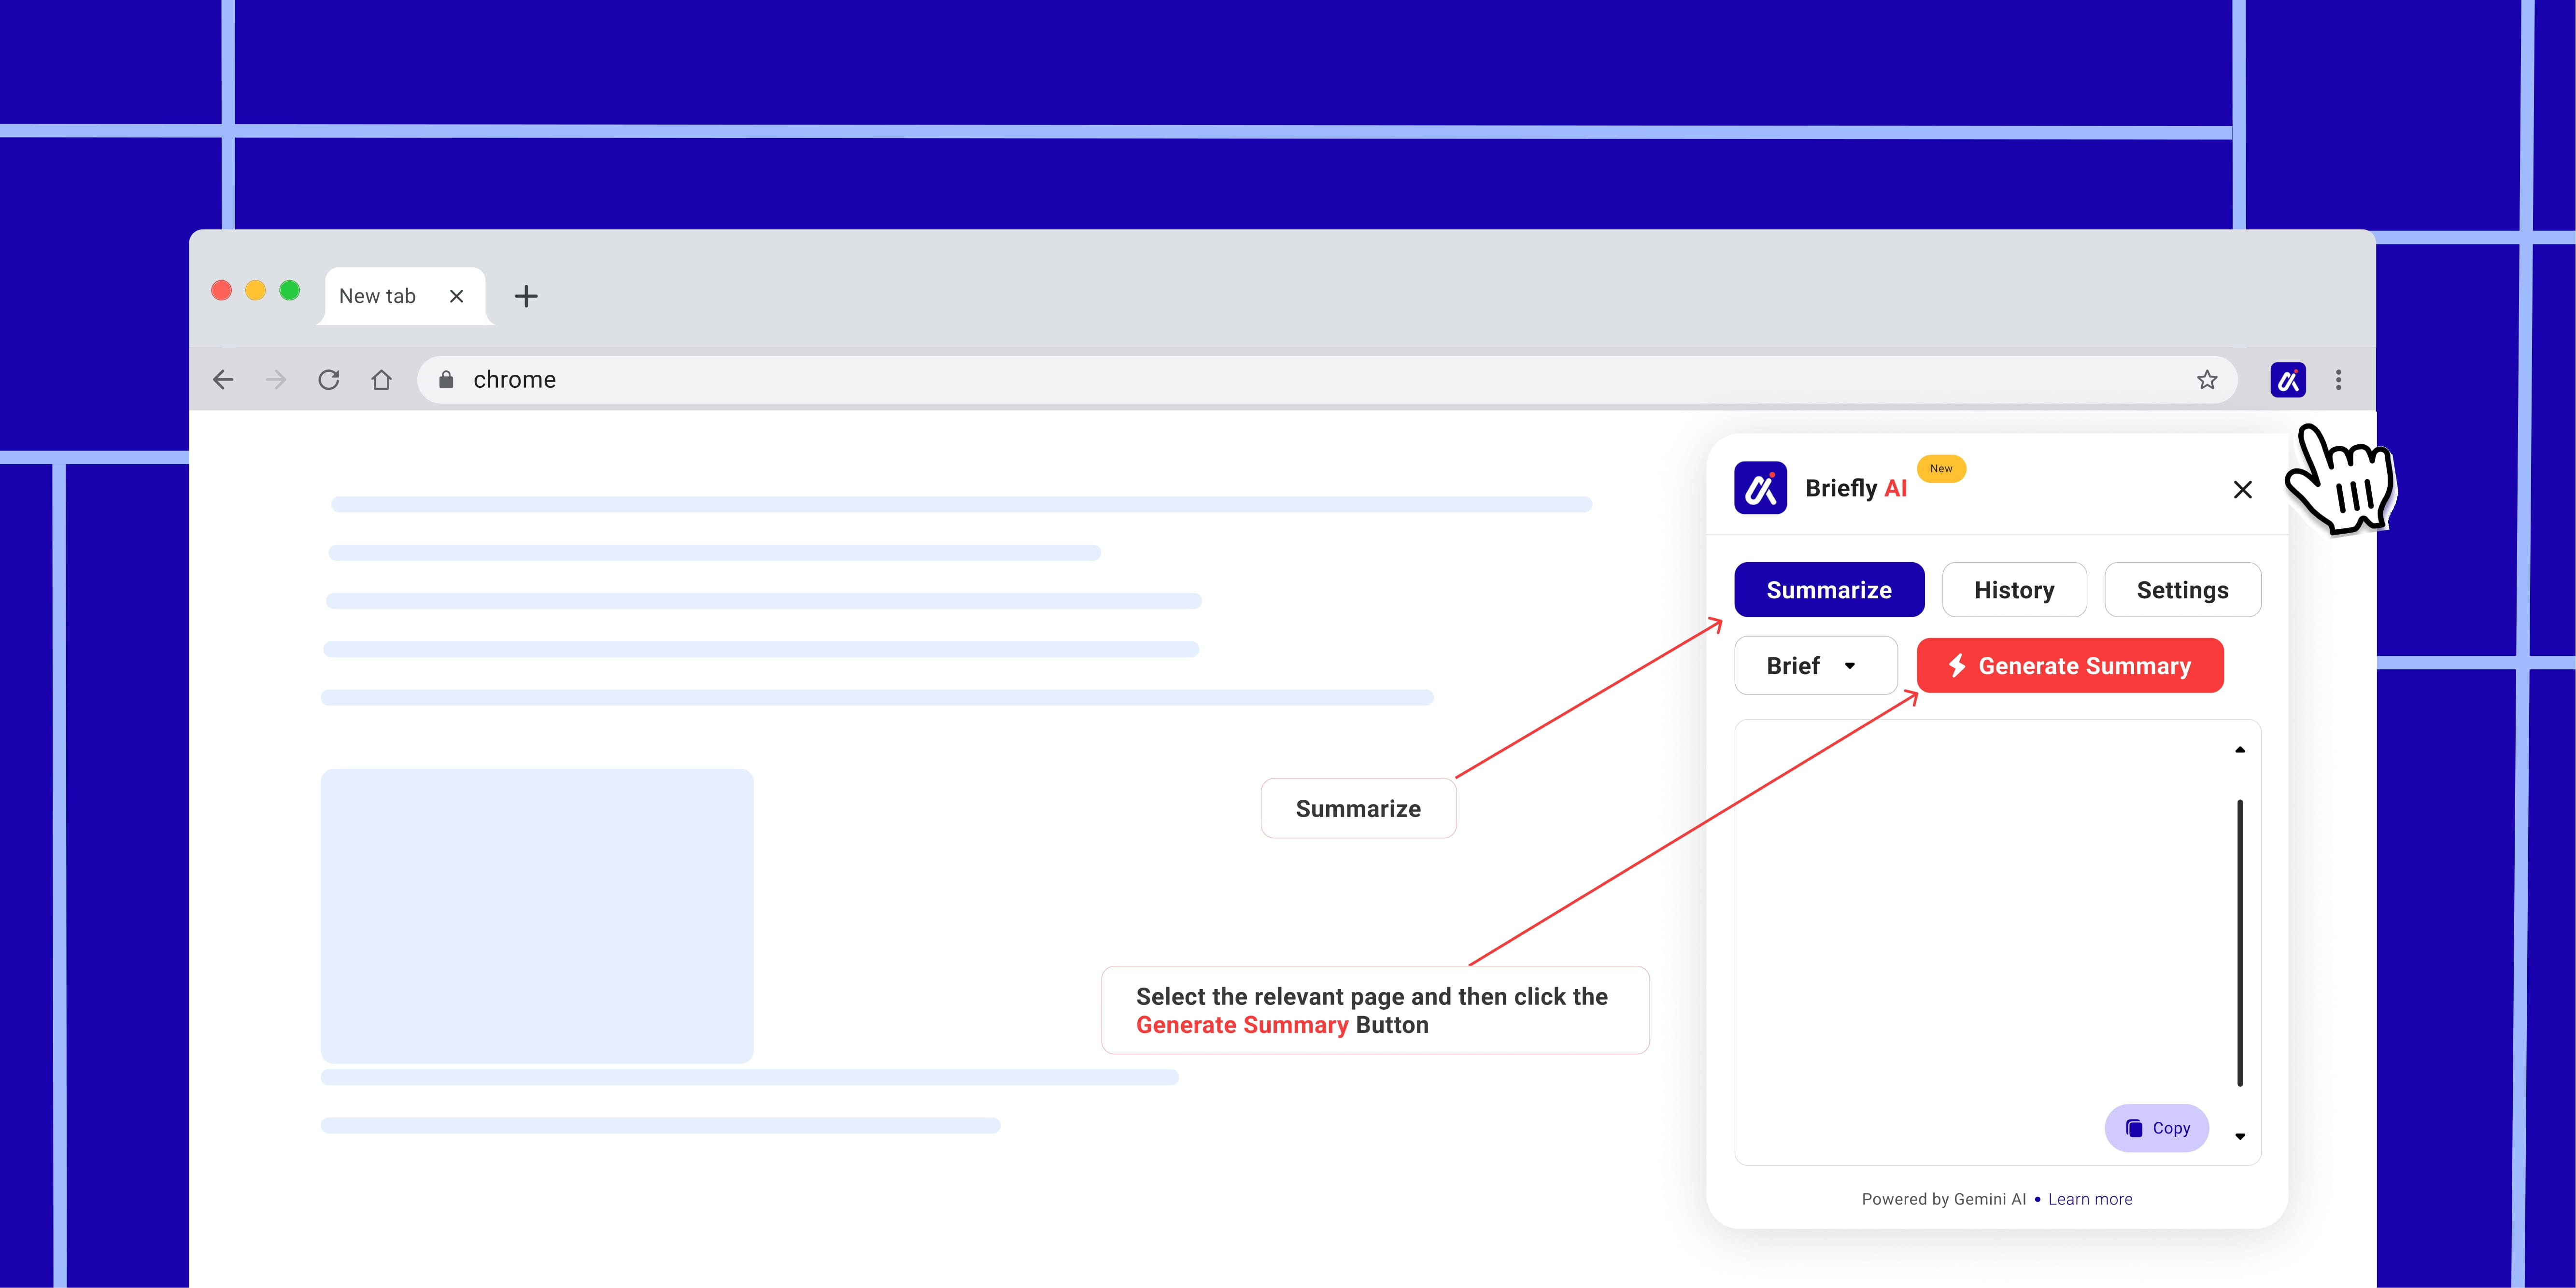 New tab
chrome
Briefly AI
New
Summarize
History
Settings
Brief
Generate Summary
Summarize
Select the relevant page and then click the
Generate Summary Button
Copy
Powered by Gemini AI • Learn more